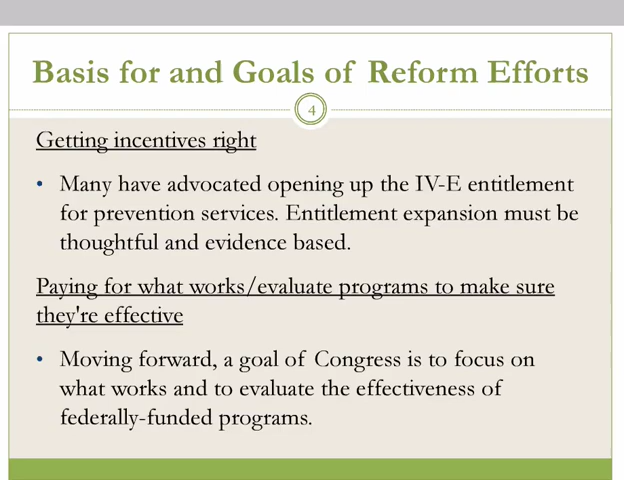 Basis for and Goals of Reform Efforts
4
Getting incentives right
• Many have advocated opening up the IV-E entitlement
for prevention services. Entitlement expansion must be
thoughtful and evidence based.
Paying for what works/evaluate programs to make sure
they're effective
• Moving forward, a goal of Congress is to focus on
what works and to evaluate the effectiveness of
federally-funded programs.